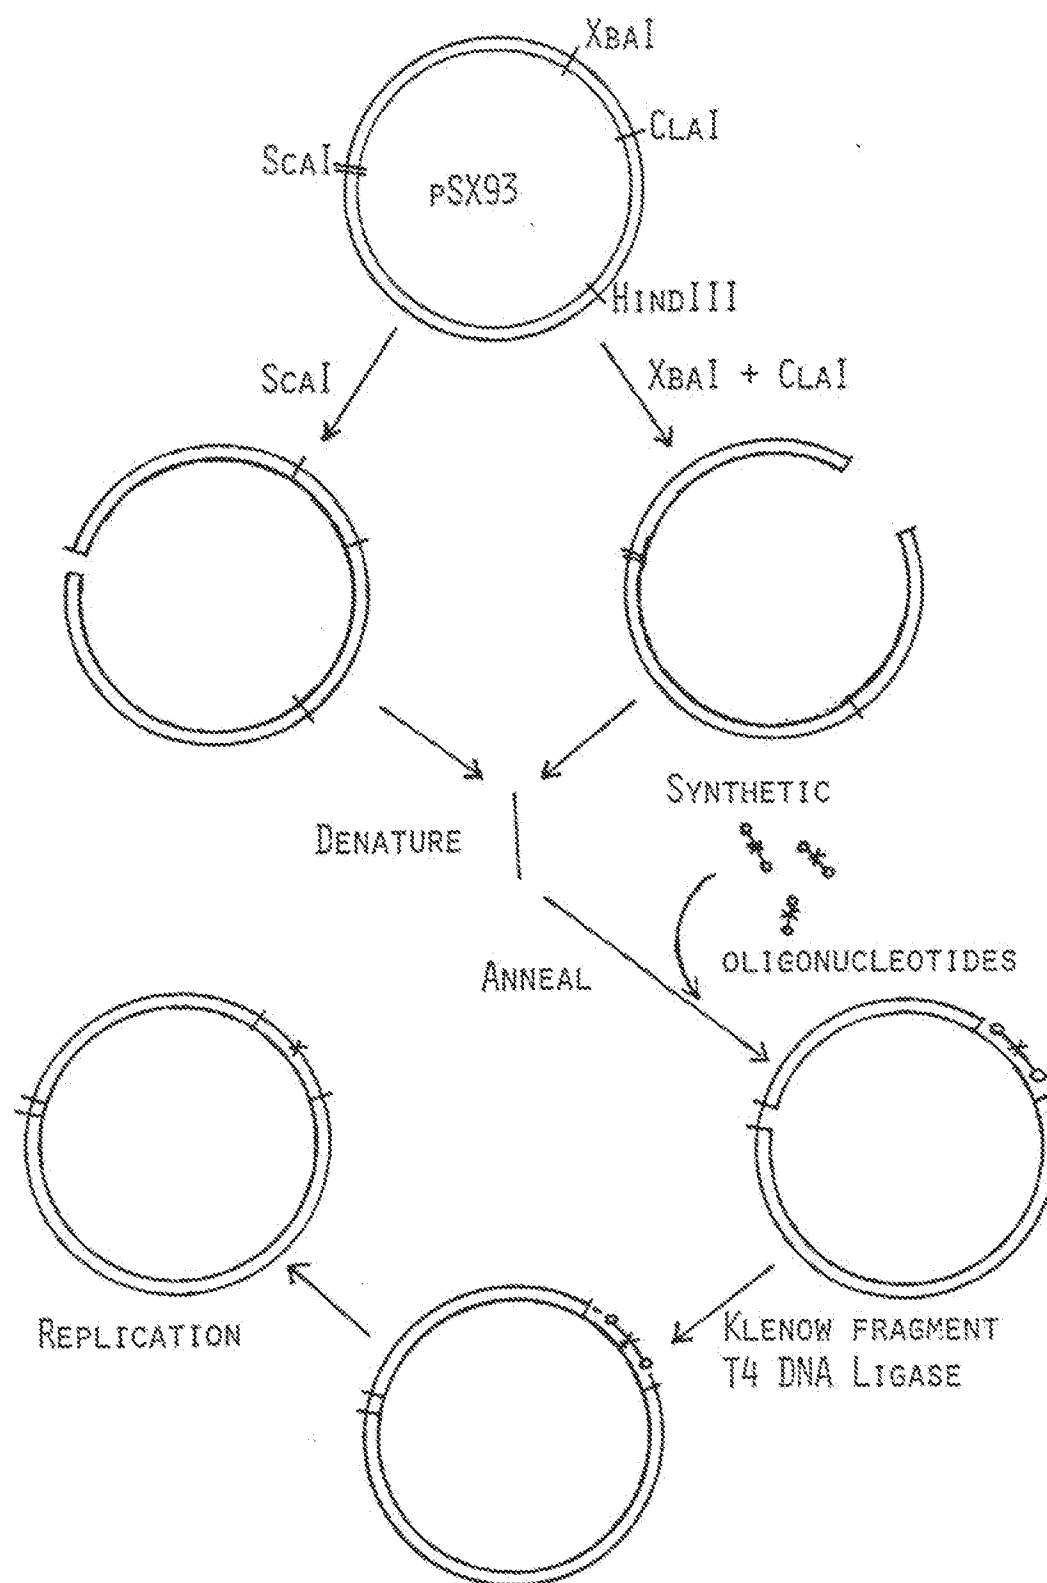 XbaI
ClaI
ScaI
pSX93
HindIII
ScaI
XbaI + ClaI
Synthetic
Denature
oligonucleotides
Anneal
Replication
Klenow fragment
T4 DNA Ligase